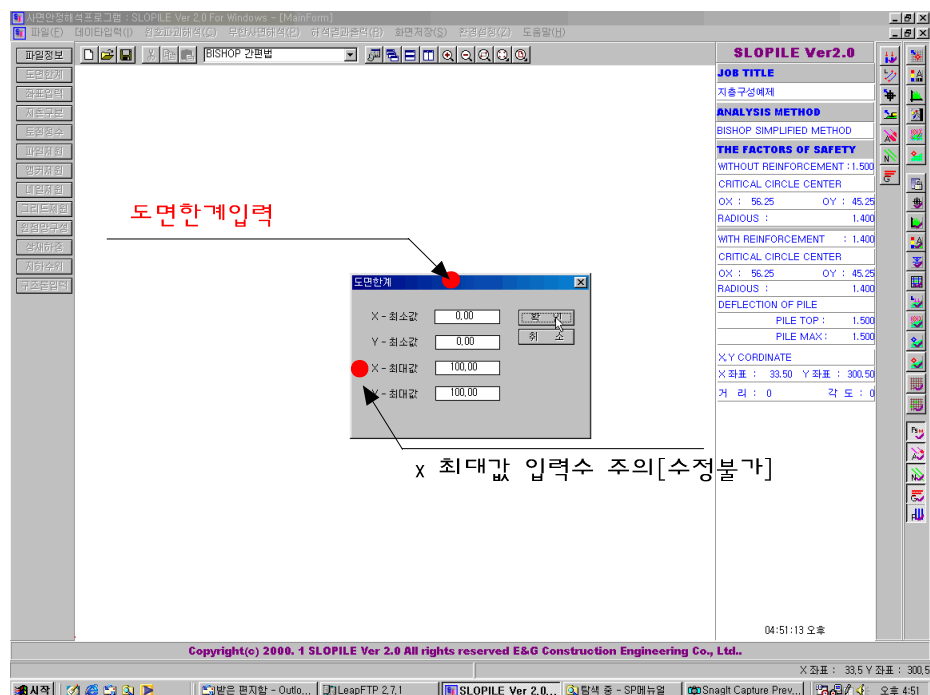 사면안정해석프로그램 : SLOPILE Ver 2,0 For Windows - [MainForm]
파일(F) 데이타입력(I) 원호파괴해석(C) 무한사면해석(P) 해석결과출력(R) 화면저장(S) 환경설정(Z) 도움말(H)
파일정보
도면한계
좌표입력
지층구분
토질정수
파일제원
앵커제원
네일제원
그리드제원
원점망구성
상재하중
지하수위
구조물입력
BISHOP 간편법
SLOPILE Ver2.0
JOB TITLE
지층구성예제
ANALYSIS METHOD
BISHOP SIMPLIFIED METHOD
THE FACTORS OF SAFETY
WITHOUT REINFORCEMENT : 1.500
CRITICAL CIRCLE CENTER
OX : 56.25 OY : 45.25
RADIOUS : 1.400
WITH REINFORCEMENT : 1.400
CRITICAL CIRCLE CENTER
OX : 56.25 OY : 45.25
RADIOUS : 1.400
DEFLECTION OF PILE
PILE TOP : 1.500
PILE MAX : 1.500
X,Y CORDINATE
X 좌표 : 33.50 Y 좌표 : 300.50
거 리 : 0 각 도 : 0
도면한계입력
도면한계
X - 최소값 0,00
확 인
Y - 최소값 0,00
취 소
X - 최대값 100,00
Y - 최대값 100,00
x 최대값 입력수 주의[수정불가]
04:51:13 오후
Copyright(c) 2000. 1 SLOPILE Ver 2.0 All rights reserved E&G Construction Engineering Co., Ltd..
X 좌표 : 33,5 Y 좌표 : 300,5
시작
받은 편지함 - Outlo...
LeapFTP 2,7,1
SLOPILE Ver 2.0...
탐색 중 - SP메뉴얼
SnagIt Capture Prev...
오후 4:51